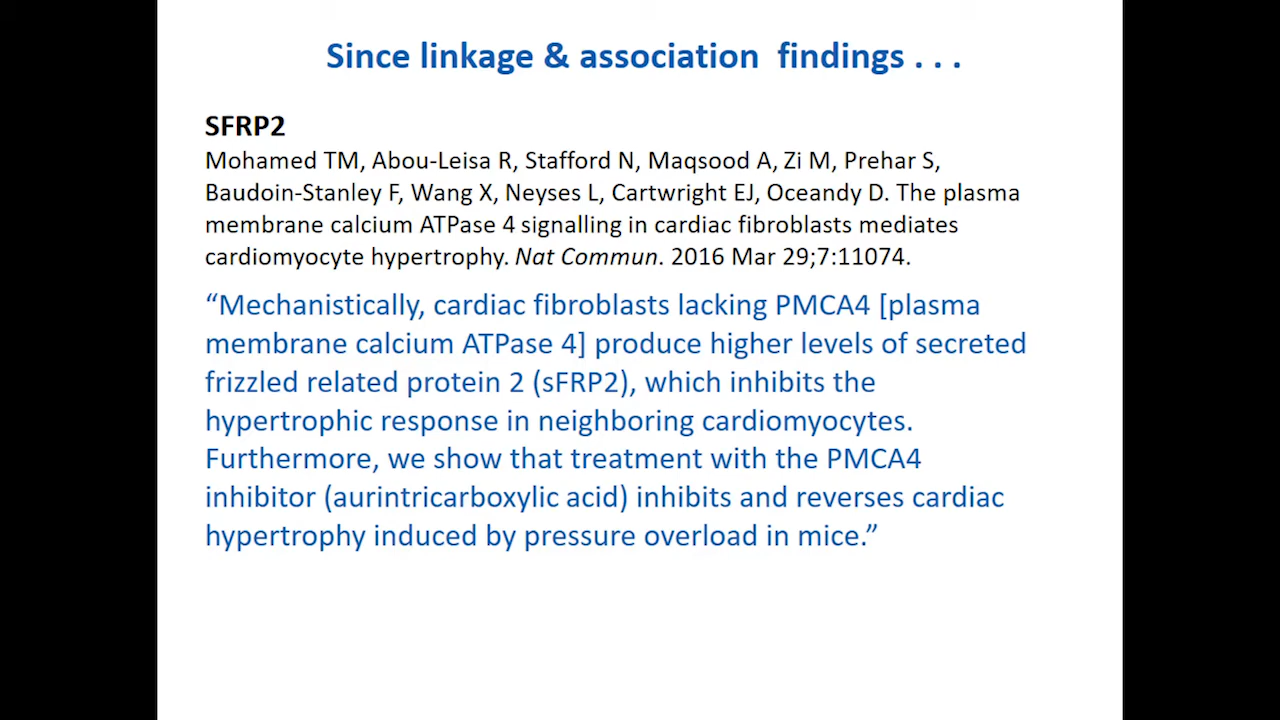 Since linkage & association  findings . . .
SFRP2
Mohamed TM, Abou-Leisa R, Stafford N, Maqsood A, Zi M, Prehar S,
Baudoin-Stanley F, Wang X, Neyses L, Cartwright EJ, Oceandy D. The plasma
membrane calcium ATPase 4 signalling in cardiac fibroblasts mediates
cardiomyocyte hypertrophy. Nat Commun. 2016 Mar 29;7:11074.
“Mechanistically, cardiac fibroblasts lacking PMCA4 [plasma
membrane calcium ATPase 4] produce higher levels of secreted
frizzled related protein 2 (sFRP2), which inhibits the
hypertrophic response in neighboring cardiomyocytes.
Furthermore, we show that treatment with the PMCA4
inhibitor (aurintricarboxylic acid) inhibits and reverses cardiac
hypertrophy induced by pressure overload in mice.”